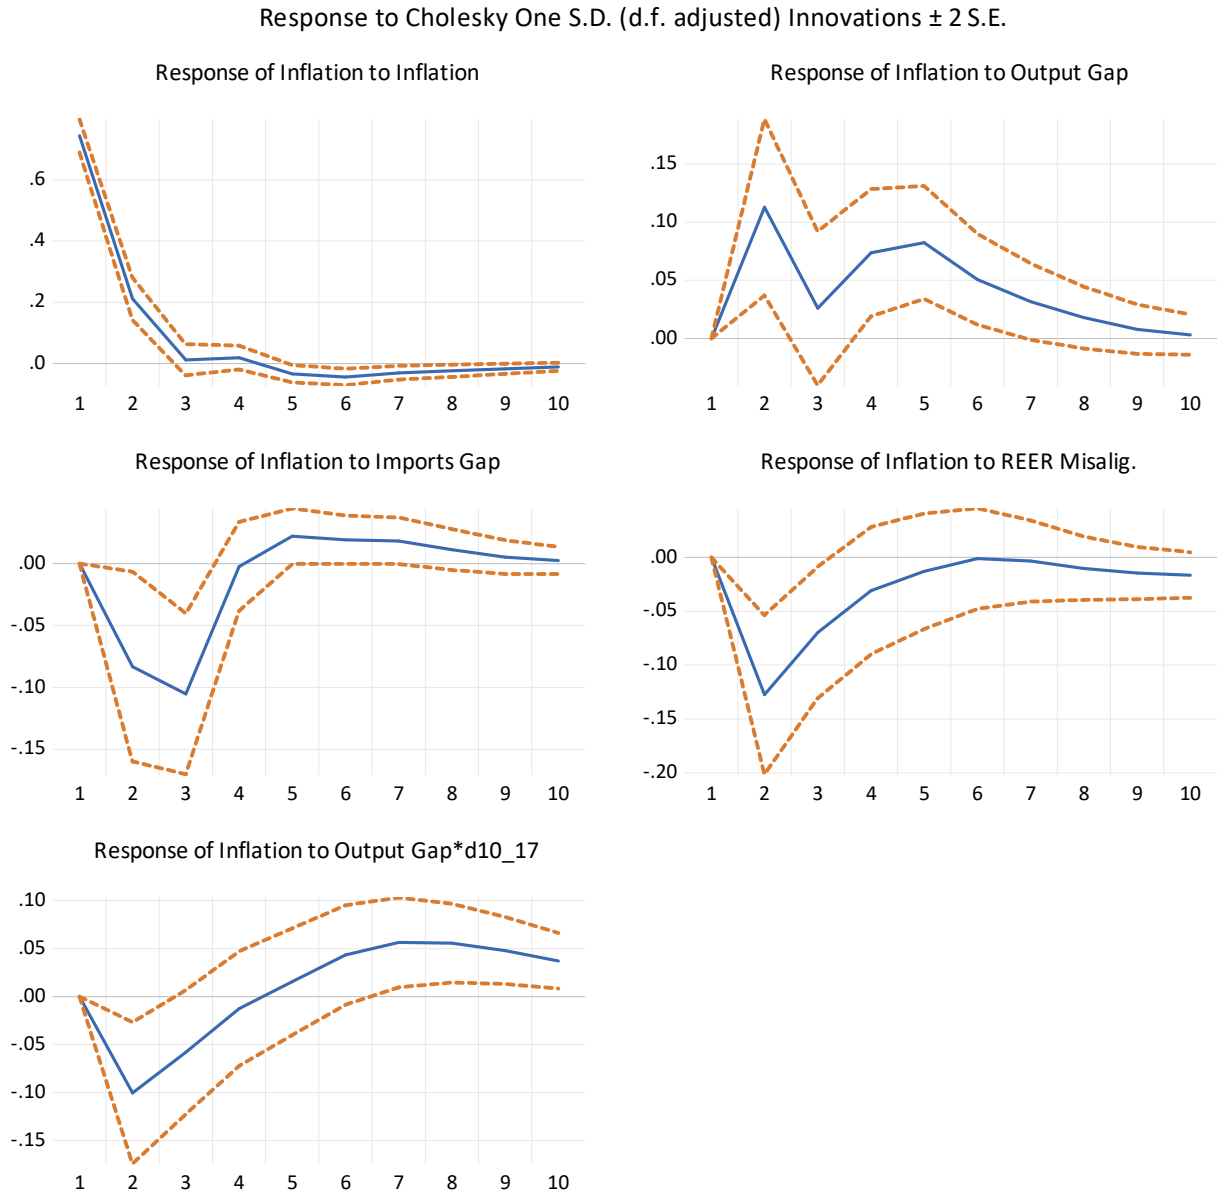 Response to Cholesky One S.D. (d.f. adjusted) Innovations ± 2 S.E.
Response of Inflation to Inflation
.6
.4
.2
.0
1 2 3 4 5 6 7 8 9 10
Response of Inflation to Output Gap
.15
.10
.05
.00
1 2 3 4 5 6 7 8 9 10
Response of Inflation to Imports Gap
.00
-.05
-.10
-.15
1 2 3 4 5 6 7 8 9 10
Response of Inflation to REER Misalig.
.00
-.05
-.10
-.15
-.20
1 2 3 4 5 6 7 8 9 10
Response of Inflation to Output Gap*d10_17
.10
.05
.00
-.05
-.10
-.15
1 2 3 4 5 6 7 8 9 10